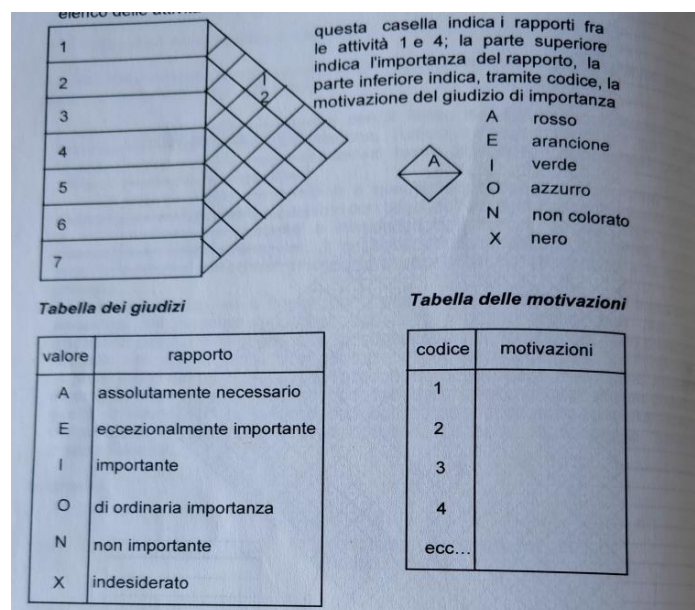 elenco delle attività
1
2
3
4
5
6
7
1
2
questa casella indica i rapporti fra
le attività 1 e 4; la parte superiore
indica l'importanza del rapporto, la
parte inferiore indica, tramite codice, la
motivazione del giudizio di importanza
A
A rosso
E arancione
I verde
O azzurro
N non colorato
X nero
Tabella dei giudizi
valore rapporto
A assolutamente necessario
E eccezionalmente importante
I importante
O di ordinaria importanza
N non importante
X indesiderato
Tabella delle motivazioni
codice motivazioni
1
2
3
4
ecc...